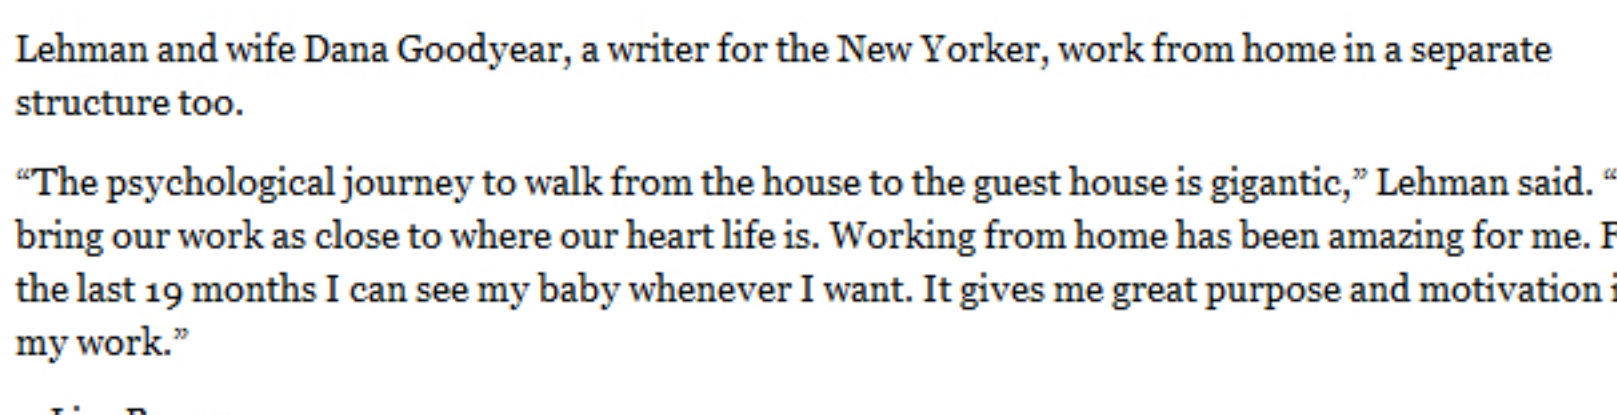 Lehman and wife Dana Goodyear, a writer for the New Yorker, work from home in a separate
structure too.
“The psychological journey to walk from the house to the guest house is gigantic,” Lehman said. “
bring our work as close to where our heart life is. Working from home has been amazing for me. F
the last 19 months I can see my baby whenever I want. It gives me great purpose and motivation i
my work.”